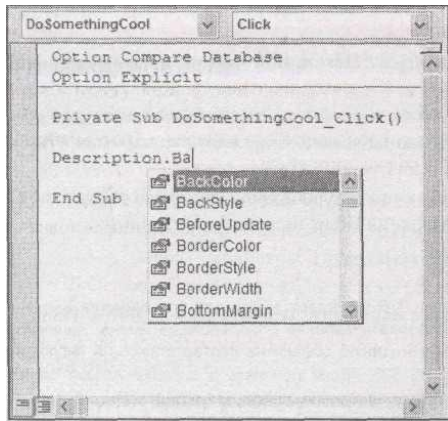 DoSomethingCool Click
Option Compare Database
Option Explicit
Private Sub DoSomethingCool_Click()
Description.Ba
BackColor
End Sub BackStyle
BeforeUpdate
BorderColor
BorderStyle
BorderWidth
BottomMargin